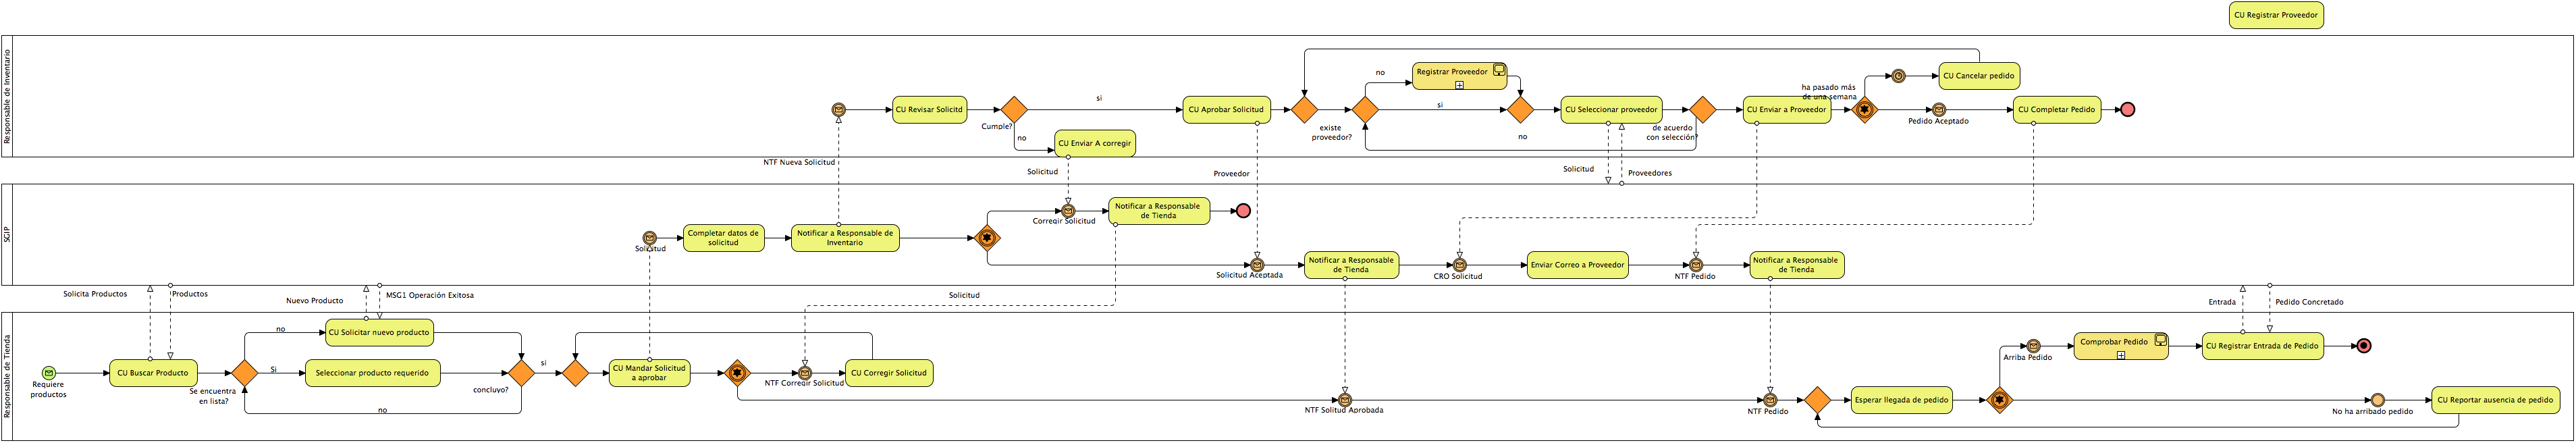 CU Registrar Proveedor
Responsable de Inventario
NTF Nueva Solicitud
CU Revisar Solicitd
Cumple?
si
no
CU Enviar A corregir
Solicitud
CU Aprobar Solicitud
Proveedor
existe
proveedor?
no
Registrar Proveedor
si
no
CU Seleccionar proveedor
Solicitud
Proveedores
de acuerdo
con selección?
CU Enviar a Proveedor
ha pasado más
de una semana
CU Cancelar pedido
Pedido Aceptado
CU Completar Pedido
SGIP
Solicitud
Completar datos de
solicitud
Notificar a Responsable de
Inventario
Corregir Solicitud
Notificar a Responsable
de Tienda
Solicitud Aceptada
Notificar a Responsable
de Tienda
CRO Solicitud
Enviar Correo a Proveedor
NTF Pedido
Notificar a Responsable
de Tienda
Solicita Productos
Productos
Nuevo Producto
MSG1 Operación Exitosa
Solicitud
Entrada
Pedido Concretado
Responsable de Tienda
Requiere
productos
CU Buscar Producto
Se encuentra
en lista?
no
CU Solicitar nuevo producto
Si
Seleccionar producto requerido
concluyo?
no
si
CU Mandar Solicitud
a aprobar
NTF Corregir Solicitud
CU Corregir Solicitud
NTF Solitud Aprobada
NTF Pedido
Esperar llegada de pedido
Arriba Pedido
Comprobar Pedido
CU Registrar Entrada de Pedido
No ha arribado pedido
CU Reportar ausencia de pedido